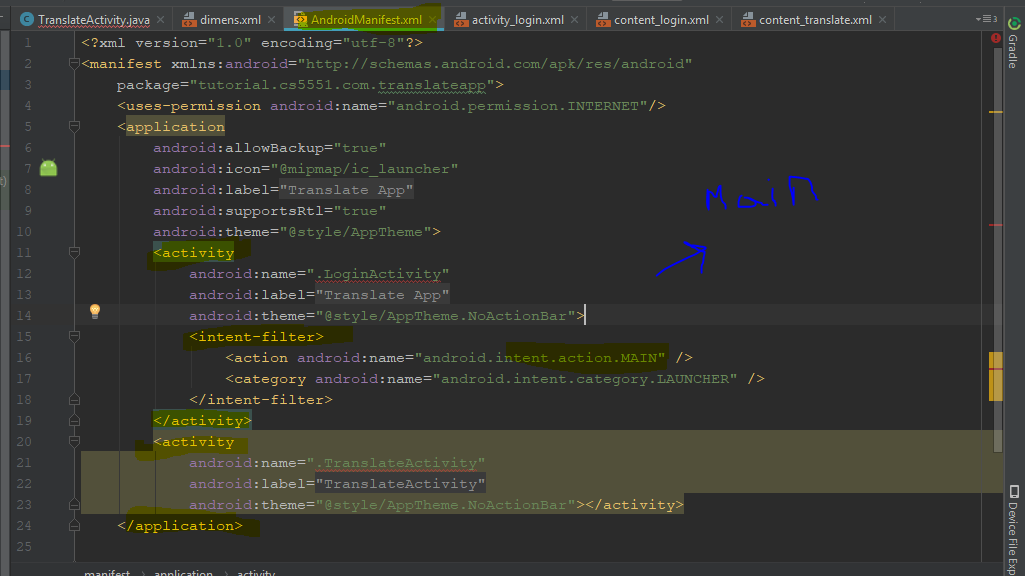 TranslateActivity.java dimens.xml AndroidManifest.xml activity_login.xml content_login.xml content_translate.xml 3
1 <?xml version="1.0" encoding="utf-8"?>
2 <manifest xmlns:android="http://schemas.android.com/apk/res/android"
3 package="tutorial.cs5551.com.translateapp">
4 <uses-permission android:name="android.permission.INTERNET"/>
5 <application
6 android:allowBackup="true"
7 android:icon="@mipmap/ic_launcher"
8 android:label="Translate App"
9 android:supportsRtl="true"
10 android:theme="@style/AppTheme">
11 <activity
12 android:name=".LoginActivity"
13 android:label="Translate App"
14 android:theme="@style/AppTheme.NoActionBar">
15 <intent-filter>
16 <action android:name="android.intent.action.MAIN" />
17 <category android:name="android.intent.category.LAUNCHER" />
18 </intent-filter>
19 </activity>
20 <activity
21 android:name=".TranslateActivity"
22 android:label="TranslateActivity"
23 android:theme="@style/AppTheme.NoActionBar"></activity>
24 </application>
25
manifest application activity
Main
Gradle
Device File Exp
t)